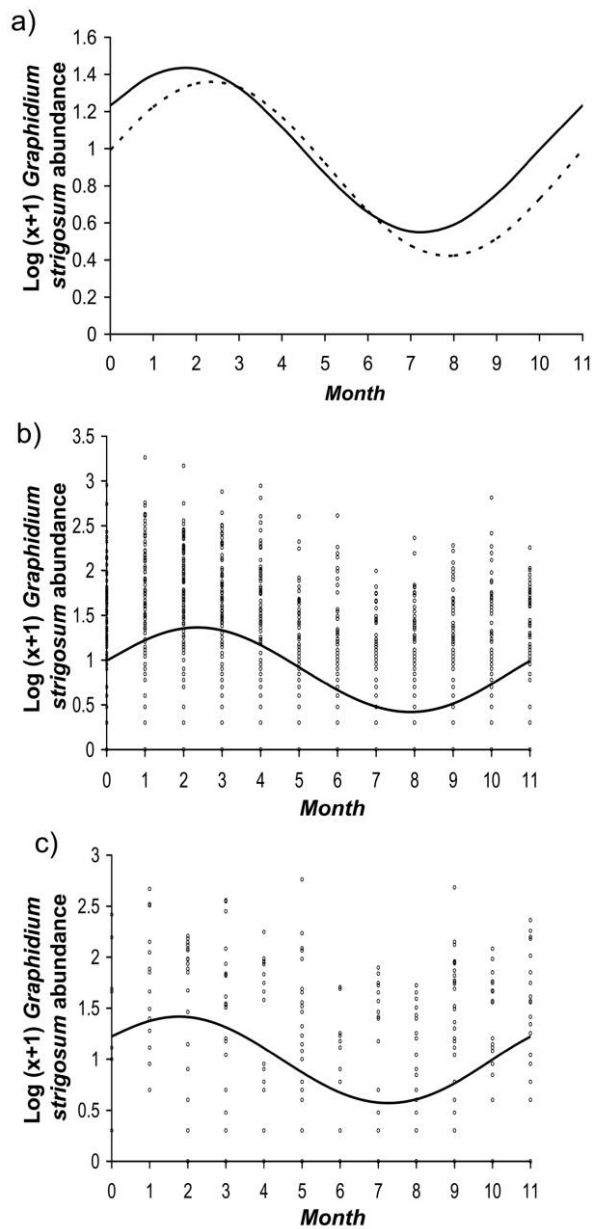 a)
Log (x+1) Graphidium
strigosum abundance
1.6
1.4
1.2
1
0.8
0.6
0.4
0.2
0
0 1 2 3 4 5 6 7 8 9 10 11
Month
b)
Log (x+1) Graphidium
strigosum abundance
3.5
3
2.5
2
1.5
1
0.5
0
0 1 2 3 4 5 6 7 8 9 10 11
Month
c)
Log (x+1) Graphidium
strigosum abundance
3
2.5
2
1.5
1
0.5
0
0 1 2 3 4 5 6 7 8 9 10 11
Month